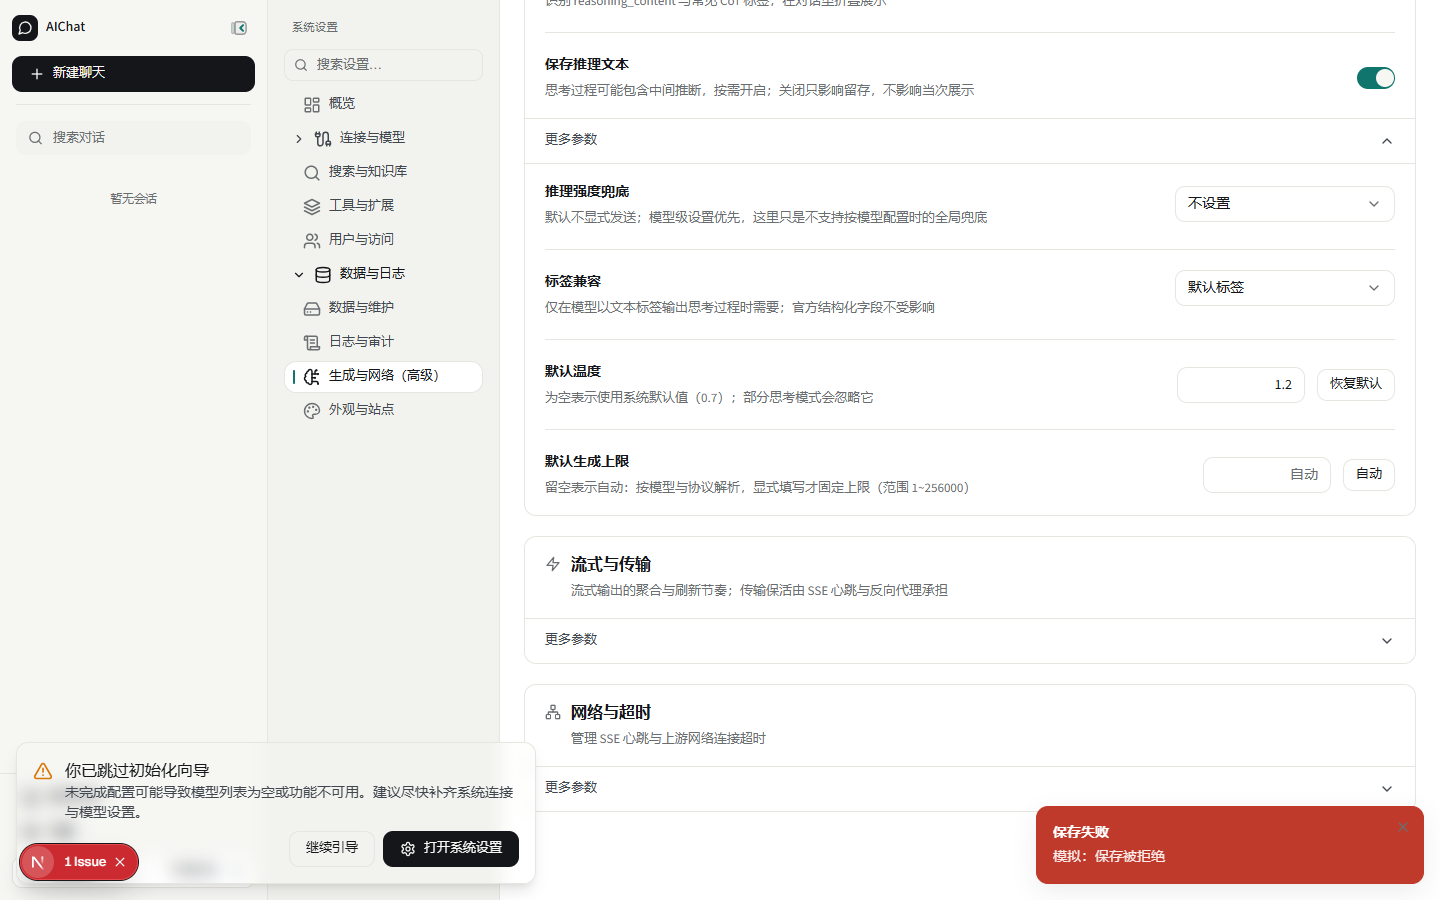 AIChat
新建聊天
搜索对话
暂无会话
系统设置
搜索设置...
概览
连接与模型
搜索与知识库
工具与扩展
用户与访问
数据与日志
数据与维护
日志与审计
生成与网络（高级）
外观与站点
识别 reasoning_content 与常见 CoT 标签，在对话里折叠展示
保存推理文本
思考过程可能包含中间推断，按需开启；关闭只影响留存，不影响当次展示
更多参数
推理强度兜底
默认不显式发送；模型级设置优先，这里只是不支持按模型配置时的全局兜底
不设置
标签兼容
仅在模型以文本标签输出思考过程时需要；官方结构化字段不受影响
默认标签
默认温度
为空表示使用系统默认值（0.7）；部分思考模式会忽略它
1.2
恢复默认
默认生成上限
留空表示自动：按模型与协议解析，显式填写才固定上限（范围 1~256000）
自动
自动
流式与传输
流式输出的聚合与刷新节奏；传输保活由 SSE 心跳与反向代理承担
更多参数
网络与超时
管理 SSE 心跳与上游网络连接超时
更多参数
你已跳过初始化向导
未完成配置可能导致模型列表为空或功能不可用。建议尽快补齐系统连接
与模型设置。
继续引导
打开系统设置
N
1 Issue
保存失败
模拟：保存被拒绝